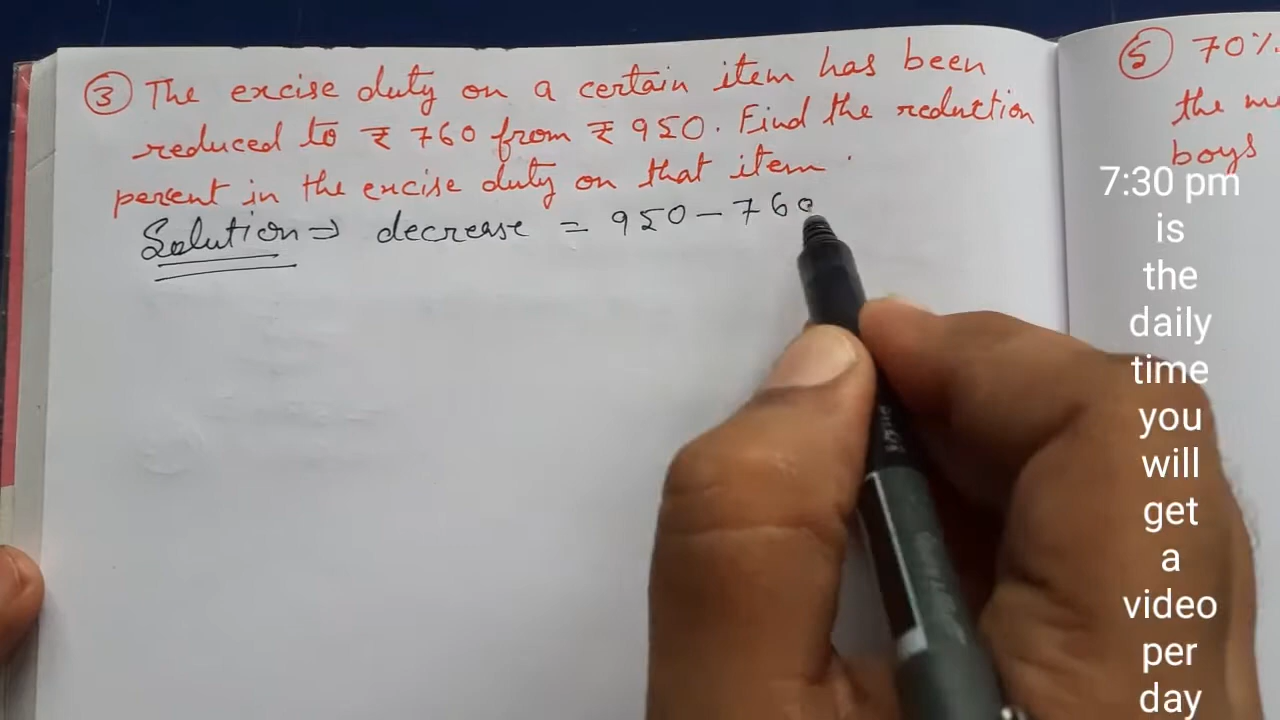 ③ The excise duty on a certain item has been
reduced to ₹ 760 from ₹ 950. Find the reduction
percent in the excise duty on that item.
Solution ⇒ decrease = 950 - 760
⑤ 70%
the
boys
7:30 pm
is
the
daily
time
you
will
get
a
video
per
day